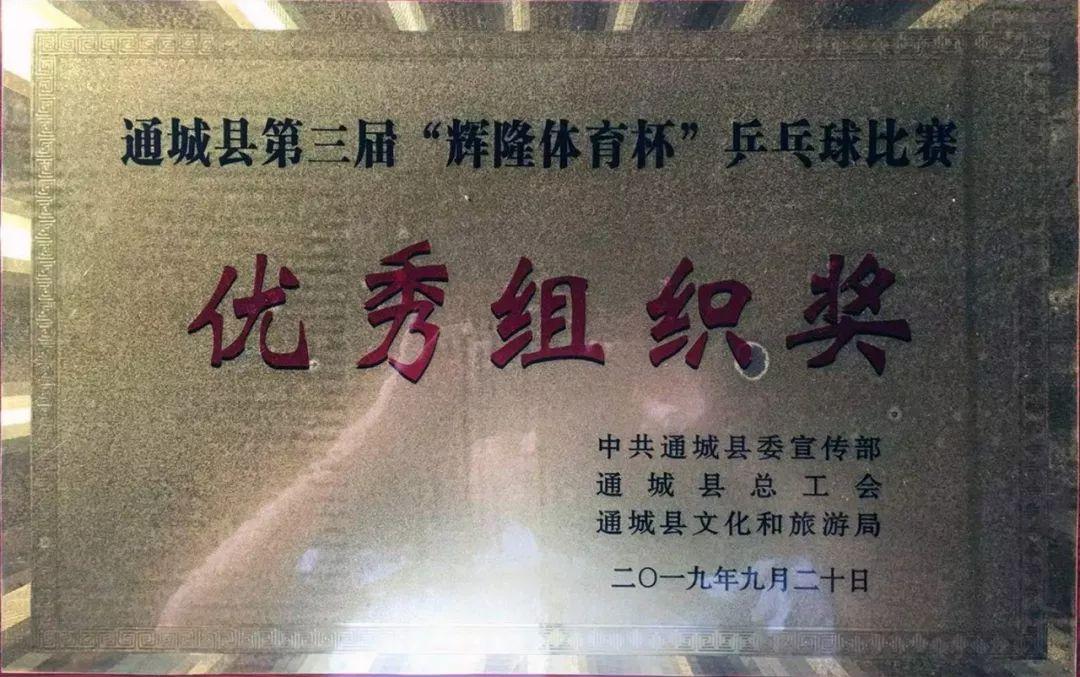 通城县第三届“辉隆体育杯”乒乓球比赛
优秀组织奖
中共通城县委宣传部
通城县总工会
通城县文化和旅游局
二〇一九年九月二十日